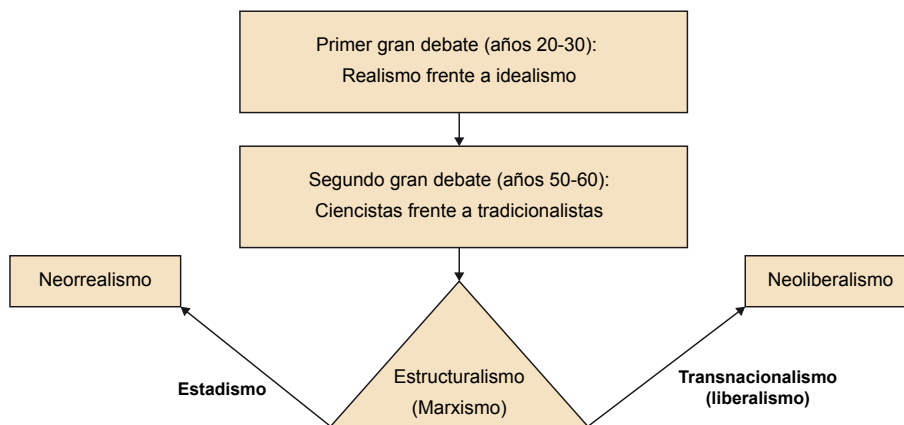 Primer gran debate (años 20-30):
Realismo frente a idealismo
Segundo gran debate (años 50-60):
Ciencistas frente a tradicionalistas
Neorrealismo
Neoliberalismo
Estadismo
Estructuralismo
(Marxismo)
Transnacionalismo
(liberalismo)